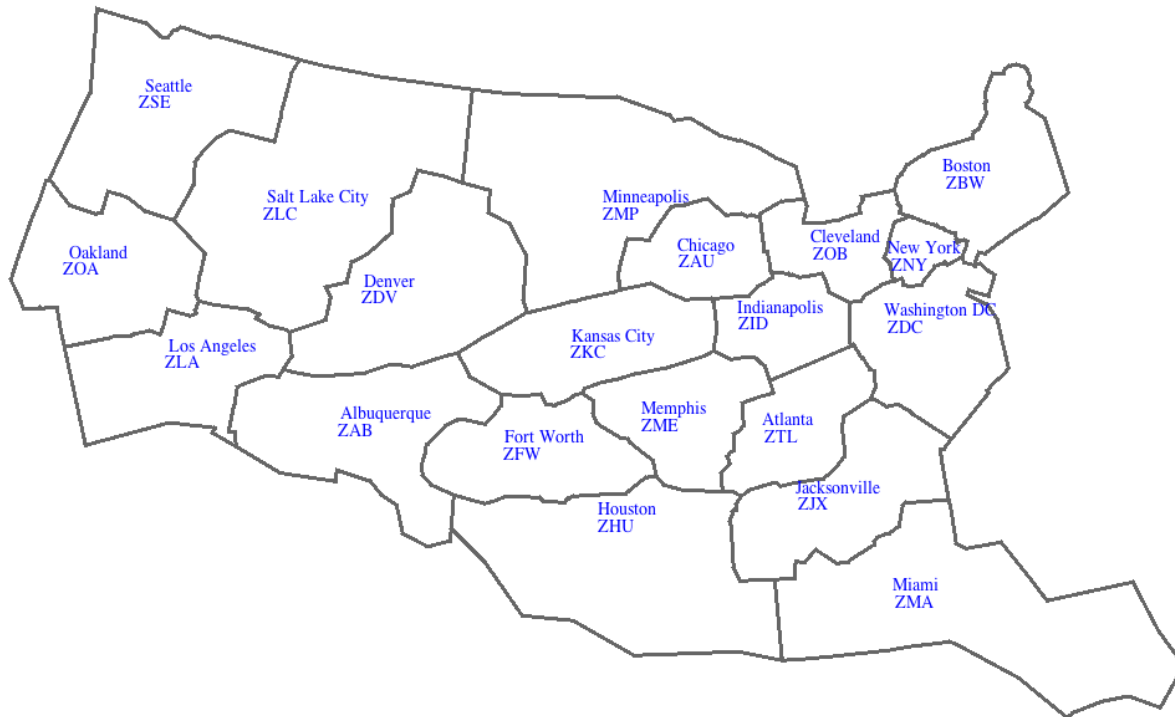 Seattle
ZSE
Boston
ZBW
Salt Lake City
ZLC
Minneapolis
ZMP
Oakland
ZOA
Chicago
ZAU
Cleveland
ZOB
New York
ZNY
Denver
ZDV
Indianapolis
ZID
Washington DC
ZDC
Kansas City
ZKC
Los Angeles
ZLA
Albuquerque
ZAB
Memphis
ZME
Atlanta
ZTL
Fort Worth
ZFW
Jacksonville
ZJX
Houston
ZHU
Miami
ZMA